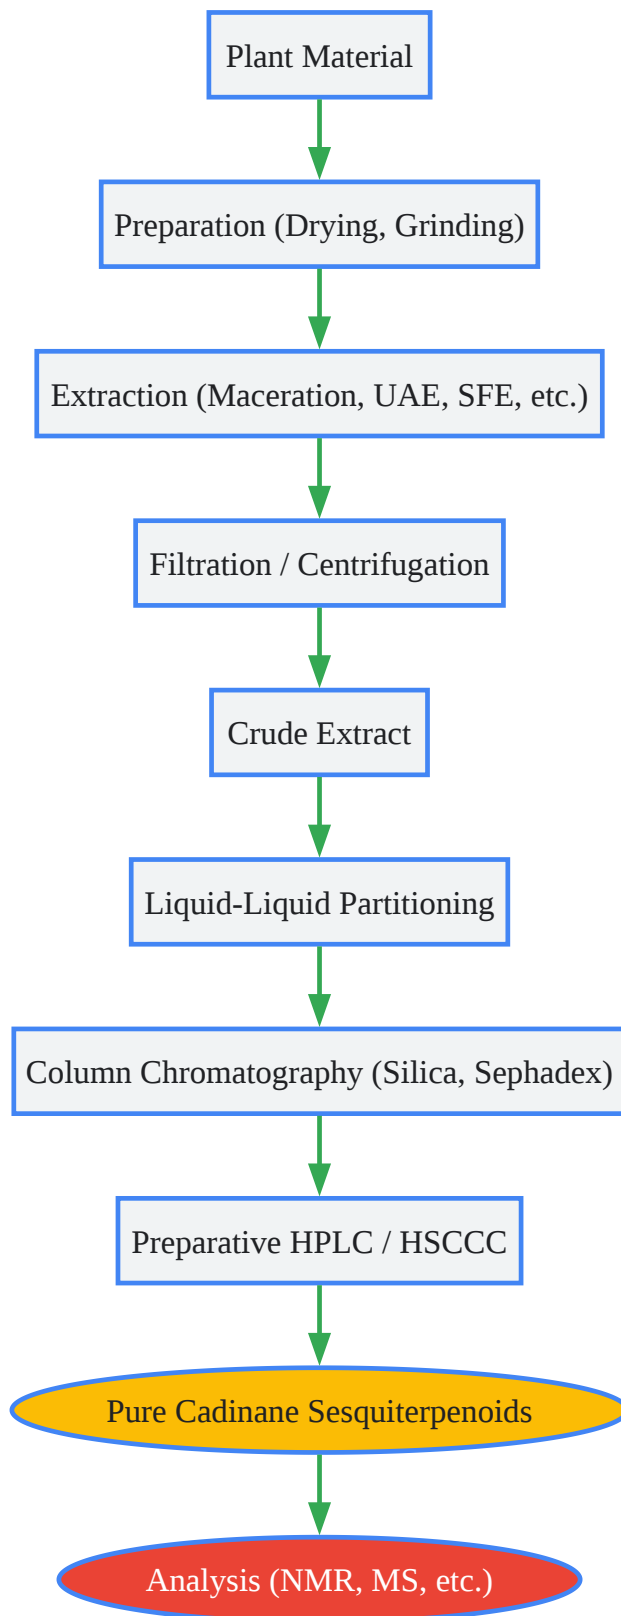 Plant Material
Preparation (Drying, Grinding)
Extraction (Maceration, UAE, SFE, etc.)
Filtration / Centrifugation
Crude Extract
Liquid-Liquid Partitioning
Column Chromatography (Silica, Sephadex)
Preparative HPLC / HSCCC
Pure Cadinane Sesquiterpenoids
Analysis (NMR, MS, etc.)